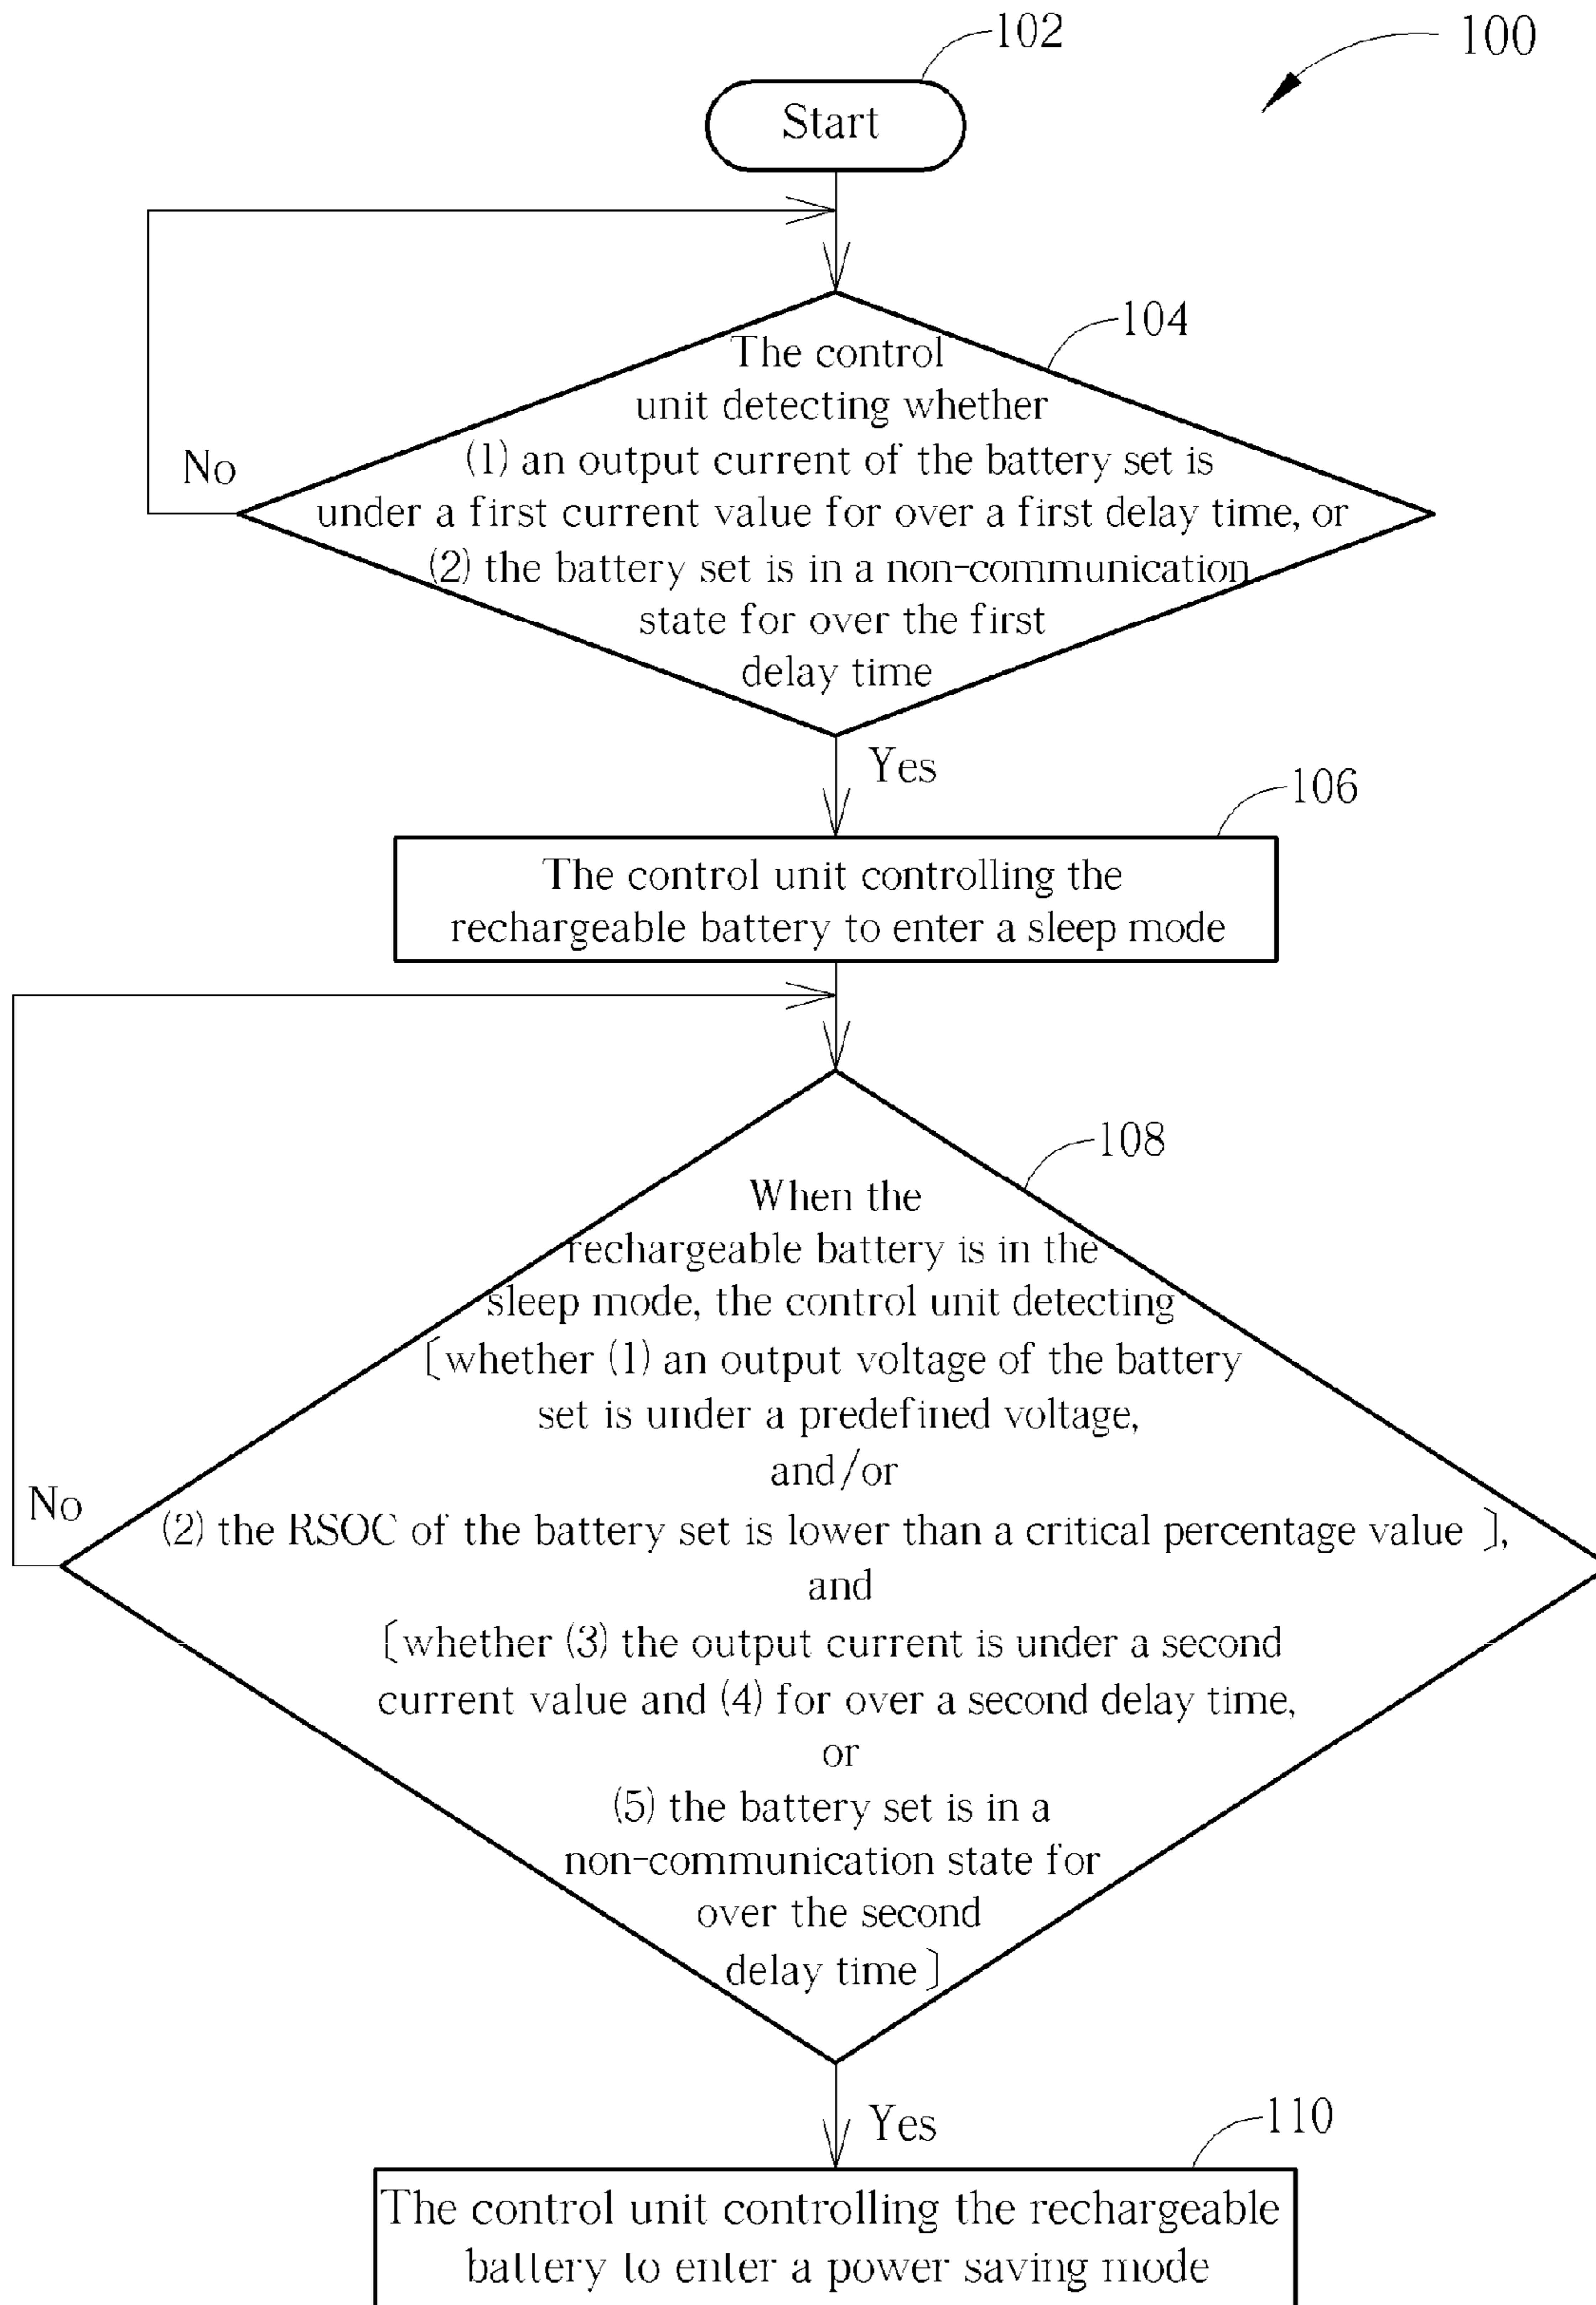 102
100
Start
104
The control
unit detecting whether
(1) an output current of the battery set is
No
under a first current value for over a first delay time, or
(2) the battery set is in a non-communication
state for over the first
delay time
Yes
106
The control unit controlling the
rechargeable battery to enter a sleep mode
108
When the
rechargeable battery is in the
sleep mode, the control unit detecting
[whether (1) an output voltage of the battery
set is under a predefined voltage,
and/or
No
(2) the RSOC of the battery set is lower than a critical percentage value ],
and
[whether (3) the output current is under a second
current value and (4) for over a second delay time,
or
(5) the battery set is in a
non-communication state for
over the second
delay time]
Yes
110
The control unit controlling the rechargeable
battery to enter a power saving mode